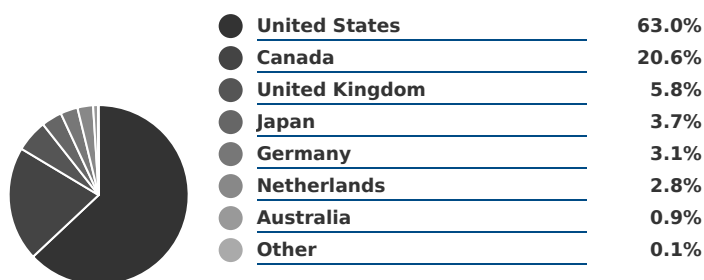 United States 63.0%
Canada 20.6%
United Kingdom 5.8%
Japan 3.7%
Germany 3.1%
Netherlands 2.8%
Australia 0.9%
Other 0.1%